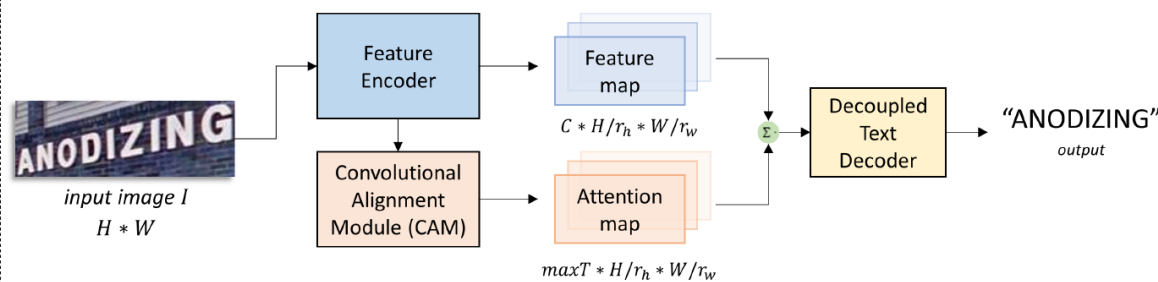 Feature
Encoder
Feature
map
C * H/r_h * W/r_w
ANODIZING
input image I
H * W
Convolutional
Alignment
Module (CAM)
Attention
map
maxT * H/r_h * W/r_w
Σ·
Decoupled
Text
Decoder
“ANODIZING”
output